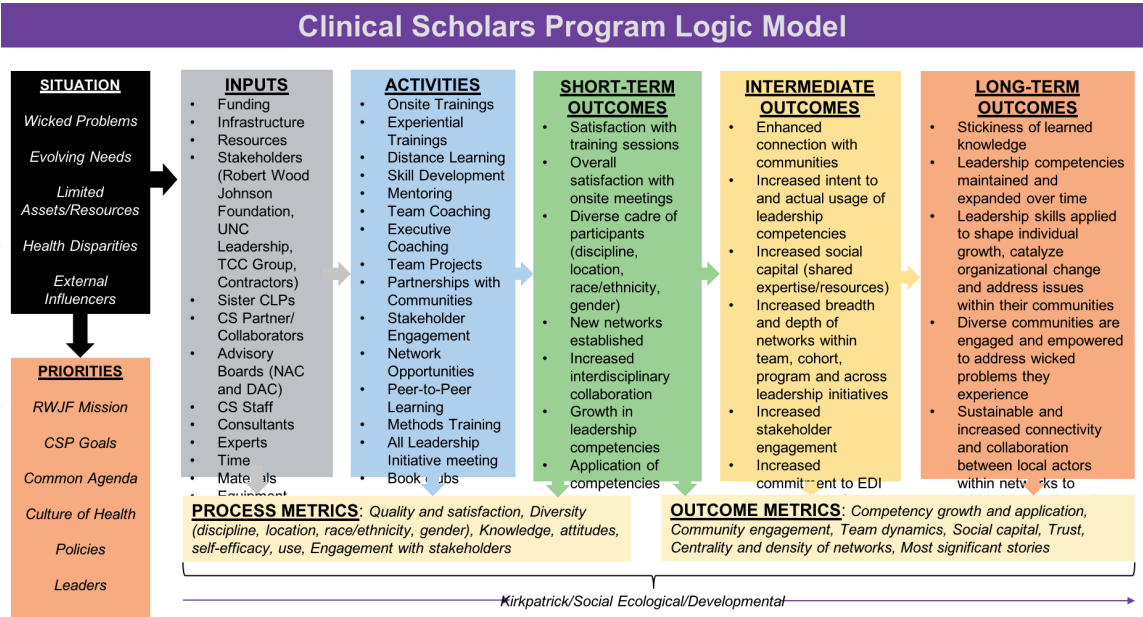 Clinical Scholars Program Logic Model
SITUATION
Wicked Problems
Evolving Needs
Limited
Assets/Resources
Health Disparities
External
Influencers
PRIORITIES
RWJF Mission
CSP Goals
Common Agenda
Culture of Health
Policies
Leaders
INPUTS
• Funding
• Infrastructure
• Resources
• Stakeholders
(Robert Wood
Johnson
Foundation,
UNC
Leadership,
TCC Group,
Contractors)
• Sister CLPs
• CS Partner/
Collaborators
• Advisory
Boards (NAC
and DAC)
• CS Staff
• Consultants
• Experts
• Time
• Materials
ACTIVITIES
• Onsite Trainings
• Experiential
Trainings
• Distance Learning
• Skill Development
• Mentoring
• Team Coaching
• Executive
Coaching
• Team Projects
• Partnerships with
Communities
• Stakeholder
Engagement
• Network
Opportunities
• Peer-to-Peer
Learning
• Methods Training
• All Leadership
Initiative meeting
• Book
SHORT-TERM
OUTCOMES
• Satisfaction with
training sessions
• Overall
satisfaction with
onsite meetings
• Diverse cadre of
participants
(discipline,
location,
race/ethnicity,
gender)
• New networks
established
• Increased
interdisciplinary
collaboration
• Growth in
leadership
competencies
• Application of
competencies
INTERMEDIATE
OUTCOMES
• Enhanced
connection with
communities
• Increased intent to
and actual usage of
leadership
competencies
• Increased social
capital (shared
expertise/resources)
• Increased breadth
and depth of
networks within
team, cohort,
program and across
leadership initiatives
• Increased
stakeholder
engagement
• Increased
commitment to EDI
LONG-TERM
OUTCOMES
• Stickiness of learned
knowledge
• Leadership competencies
maintained and
expanded over time
• Leadership skills applied
to shape individual
growth, catalyze
organizational change
and address issues
within their communities
• Diverse communities are
engaged and empowered
to address wicked
problems they
experience
• Sustainable and
increased connectivity
and collaboration
between local actors
within networks to
PROCESS METRICS: Quality and satisfaction, Diversity
(discipline, location, race/ethnicity, gender), Knowledge, attitudes,
self-efficacy, use, Engagement with stakeholders
OUTCOME METRICS: Competency growth and application,
Community engagement, Team dynamics, Social capital, Trust,
Centrality and density of networks, Most significant stories
Kirkpatrick/Social Ecological/Developmental